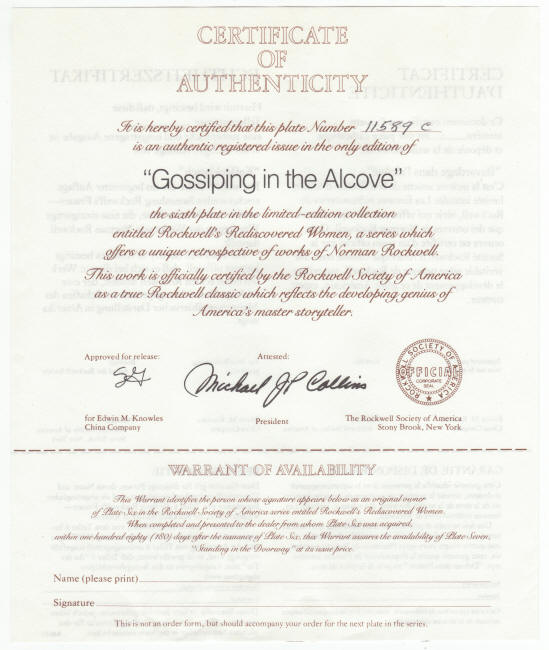 CERTIFICATE
OF
AUTHENTICITY
It is hereby certified that this plate Number 11589 C
is an authentic registered issue in the only edition of
"Gossiping in the Alcove"
the sixth plate in the limited-edition collection
entitled Rockwell's Rediscovered Women, a series which
offers a unique retrospective of works of Norman Rockwell.
This work is officially certified by the Rockwell Society of America
as a true Rockwell classic which reflects the developing genius of
America's master storyteller.
Approved for release: Attested:
Michael JP Collins
ROCKWELL SOCIETY OF AMERICA
OFFICIAL
CORPORATE
SEAL
for Edwin M. Knowles
China Company
President
The Rockwell Society of America
Stony Brook, New York
WARRANT OF AVAILABILITY
This Warrant identifies the person whose signature appears below as an original owner
of Plate Six in the Rockwell Society of America series entitled Rockwell's Rediscovered Women.
When completed and presented to the dealer from whom Plate Six was acquired,
within one hundred eighty (180) days after the issuance of Plate Six, this Warrant assures the availability of Plate Seven,
"Standing in the Doorway" at its issue price.
Name (please print)
Signature
This is not an order form, but should accompany your order for the next plate in the series.